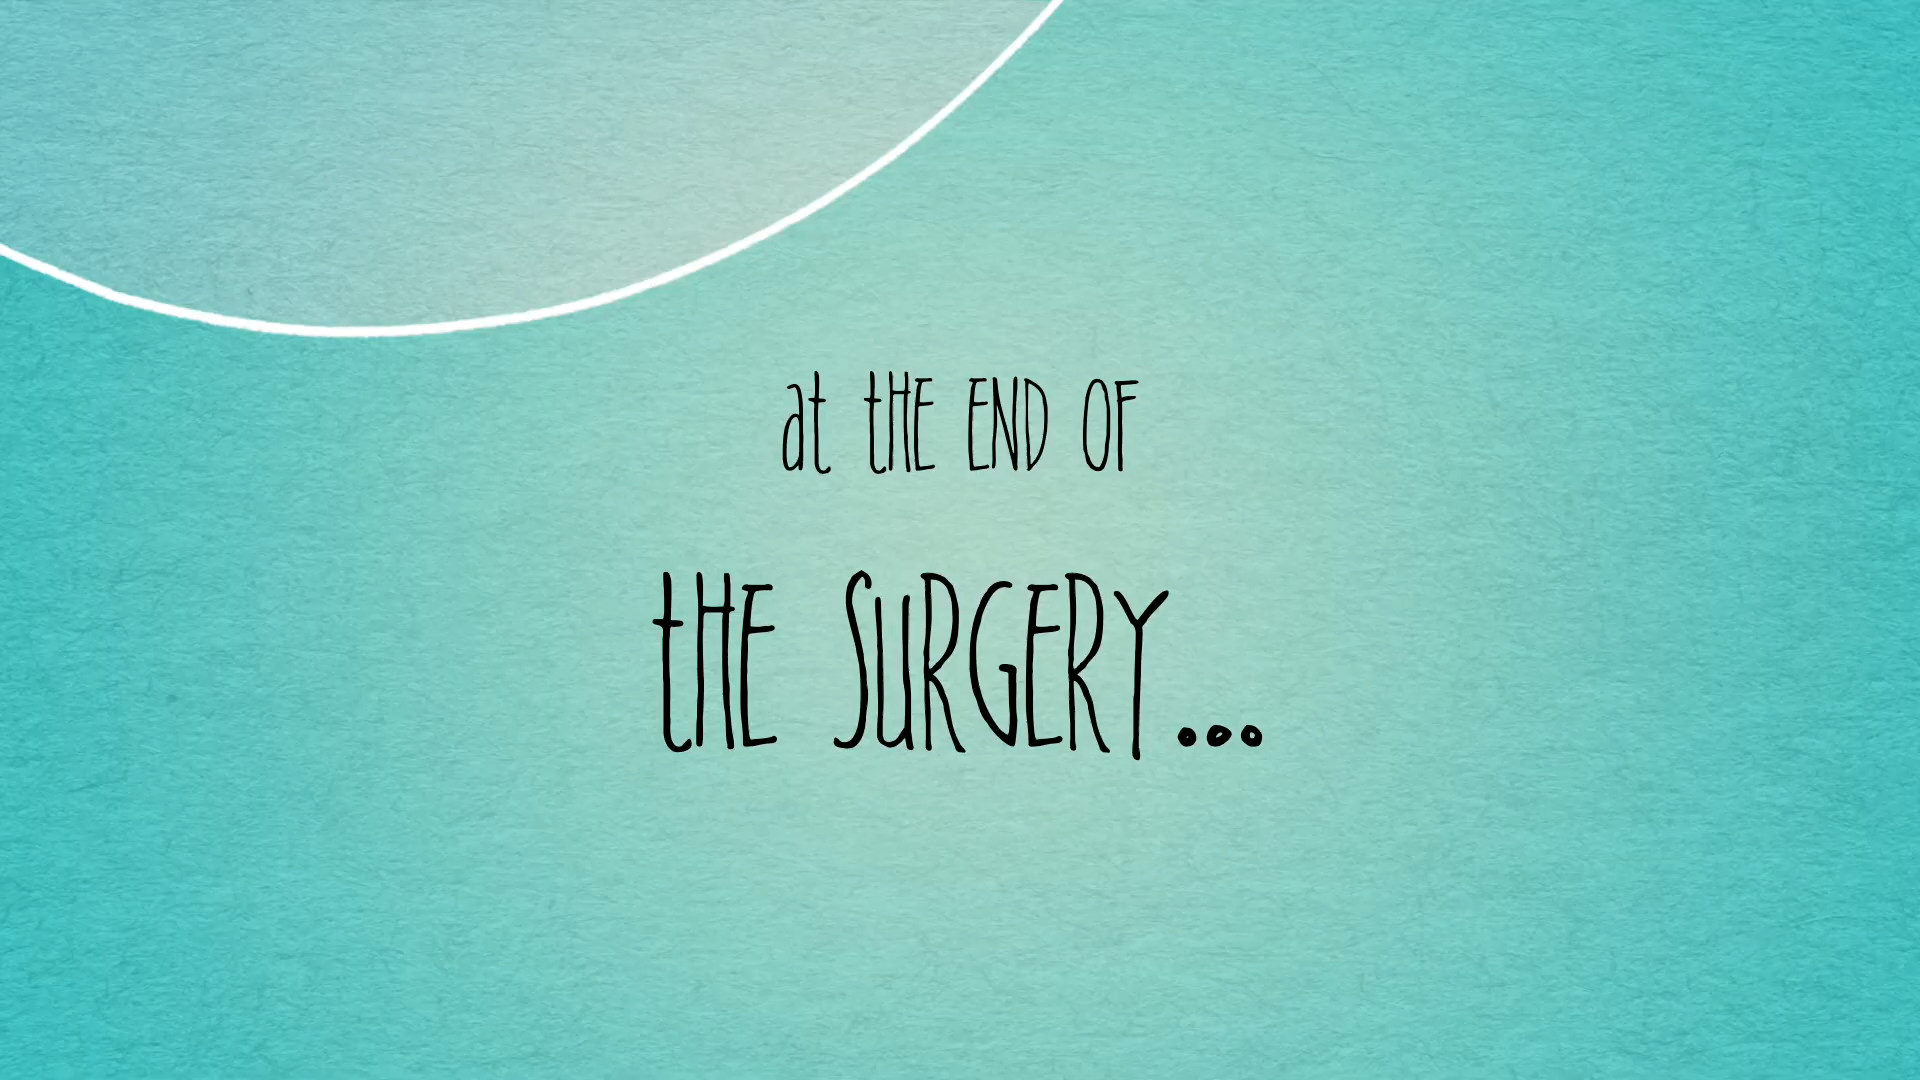 at tHE END OF
tHE SuRGERY...